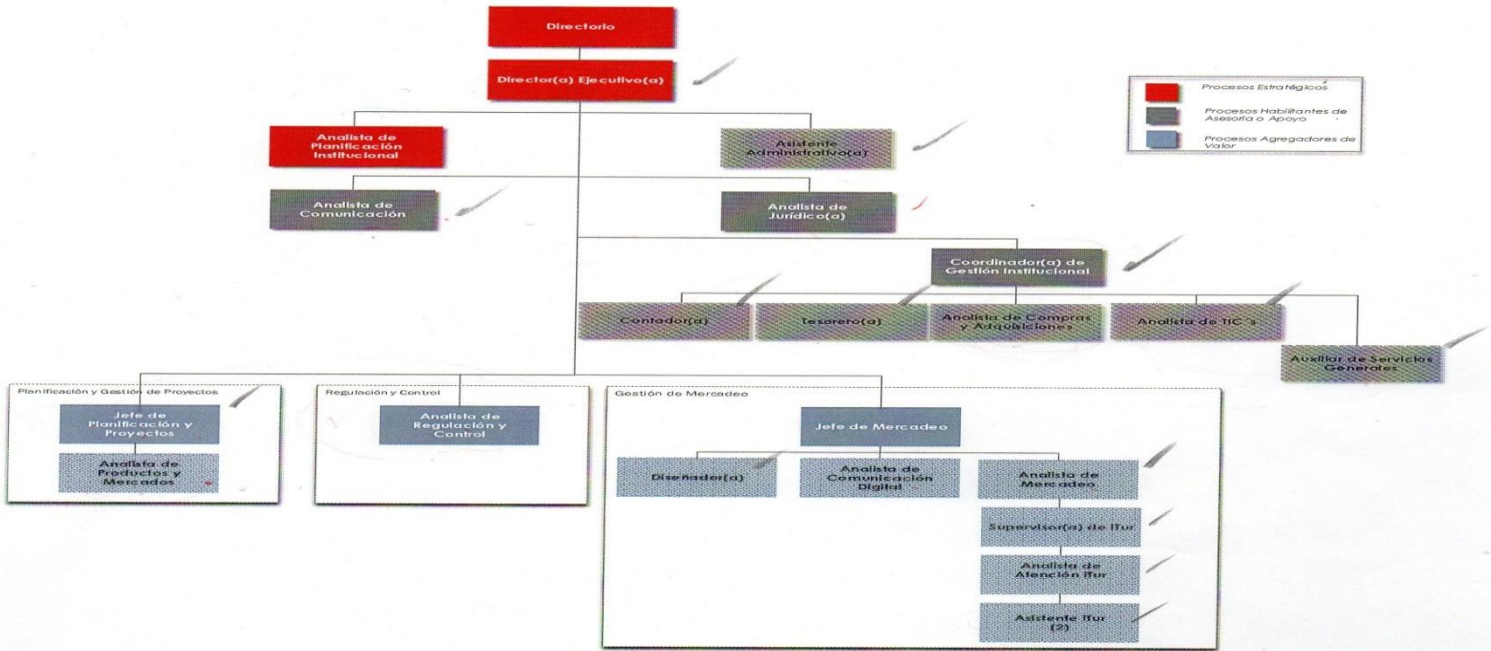 Directorio
Director(a) Ejecutivo(a)
Procesos Estratégicos
Procesos Habilitantes de
Asesoría o Apoyo
Procesos Agregadores de
Valor
Analista de
Planificación
Institucional
Asistente
Administrativo(a)
Analista de
Comunicación
Analista de
Jurídico(a)
Coordinador(a) de
Gestión Institucional
Contador(a)
Tesorero(a)
Analista de Compras
y Adquisiciones
Analista de TIC´s
Auxiliar de Servicios
Generales
Planificación y Gestión de Proyectos
Jefe de
Planificación y
Proyectos
Analista de
Productos y
Mercados
Regulación y Control
Analista de
Regulación y
Control
Gestión de Mercadeo
Jefe de Mercadeo
Diseñador(a)
Analista de
Comunicación
Digital
Analista de
Mercadeo
Supervisor(a) de iTur
Analista de
Atención iTur
Asistente iTur
(2)